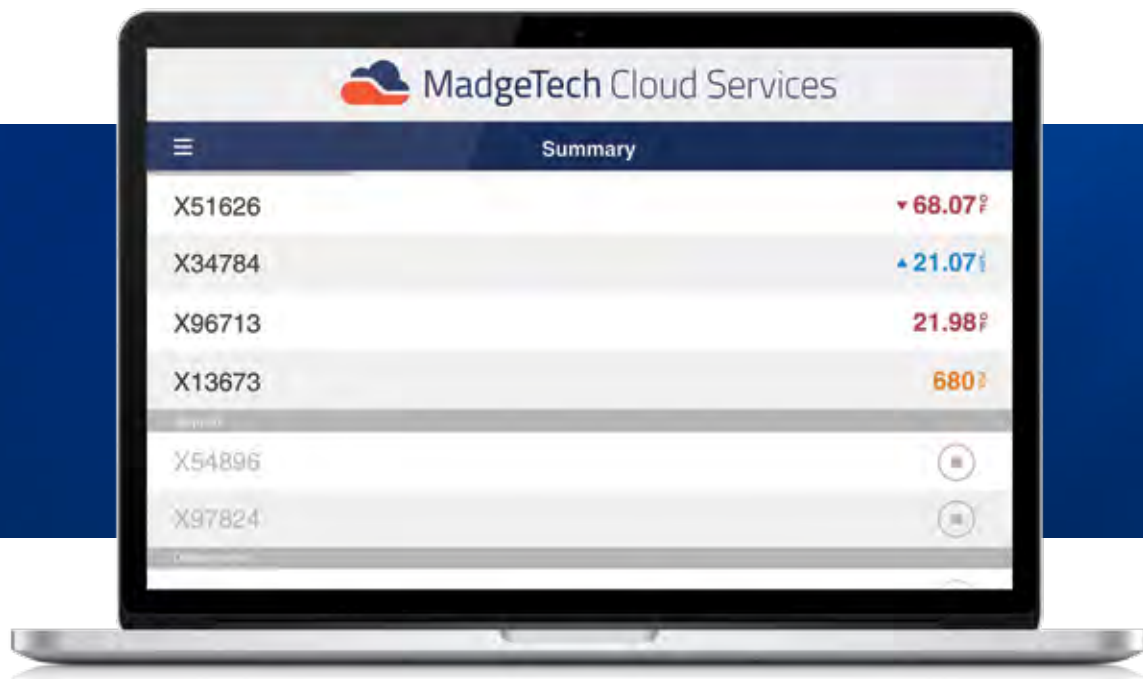 MadgeTech Cloud Services
Summary
X51626 ▼ 68.07°F
X34784 ▲ 21.07
X96713 21.98°F
X13673 680
X54896
X97824